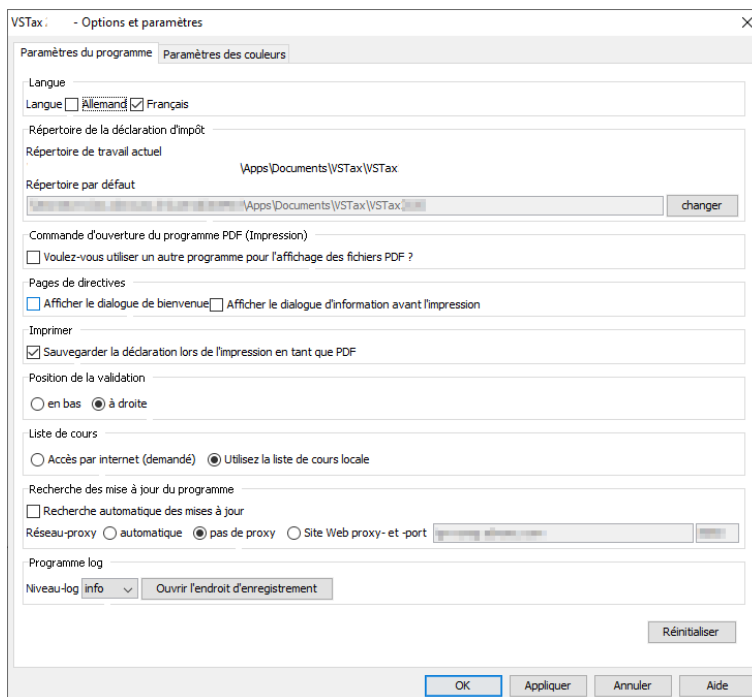 VSTax - Options et paramètres
Paramètres du programme Paramètres des couleurs
Langue
Langue Allemand Français
Répertoire de la déclaration d'impôt
Répertoire de travail actuel
\Apps\Documents\VSTax\VSTax
Répertoire par défaut
\Apps\Documents\VSTax\VSTax changer
Commande d'ouverture du programme PDF (Impression)
Voulez-vous utiliser un autre programme pour l'affichage des fichiers PDF ?
Pages de directives
Afficher le dialogue de bienvenue Afficher le dialogue d'information avant l'impression
Imprimer
Sauvegarder la déclaration lors de l'impression en tant que PDF
Position de la validation
en bas à droite
Liste de cours
Accès par internet (demandé) Utilisez la liste de cours locale
Recherche des mise à jour du programme
Recherche automatique des mises à jour
Réseau-proxy automatique pas de proxy Site Web proxy- et -port
Programme log
Niveau-log info Ouvrir l'endroit d'enregistrement
Réinitialiser
OK Appliquer Annuler Aide